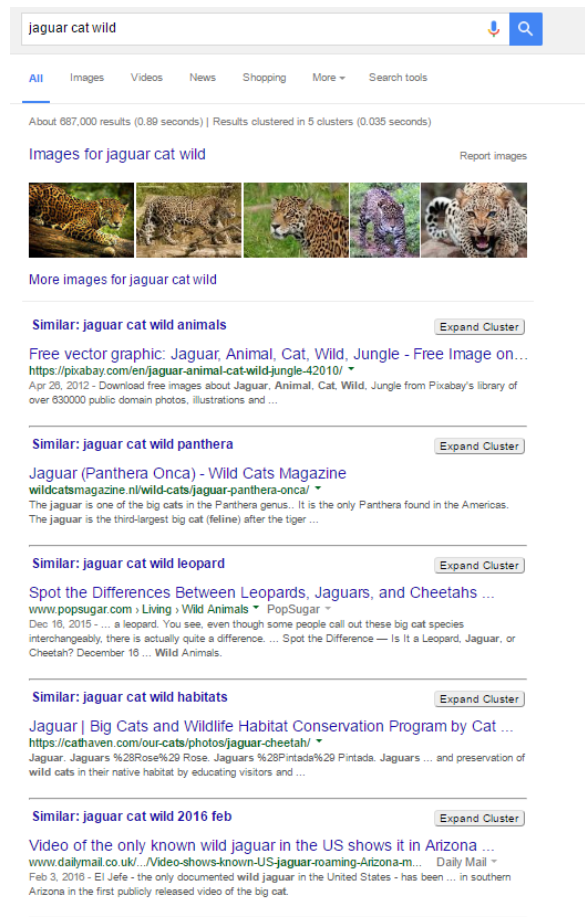 jaguar cat wild
All Images Videos News Shopping More Search tools
About 687,000 results (0.89 seconds) | Results clustered in 5 clusters (0.035 seconds)
Images for jaguar cat wild Report images
More images for jaguar cat wild
Similar: jaguar cat wild animals Expand Cluster
Free vector graphic: Jaguar, Animal, Cat, Wild, Jungle - Free Image on...
https://pixabay.com/en/jaguar-animal-cat-wild-jungle-42010/
Apr 26, 2012 - Download free images about Jaguar, Animal, Cat, Wild, Jungle from Pixabay's library of
over 630000 public domain photos, illustrations and ...
Similar: jaguar cat wild panthera Expand Cluster
Jaguar (Panthera Onca) - Wild Cats Magazine
wildcatsmagazine.nl/wild-cats/jaguar-panthera-onca/
The jaguar is one of the big cats in the Panthera genus.. It is the only Panthera found in the Americas.
The jaguar is the third-largest big cat (feline) after the tiger ...
Similar: jaguar cat wild leopard Expand Cluster
Spot the Differences Between Leopards, Jaguars, and Cheetahs ...
www.popsugar.com › Living › Wild Animals PopSugar
Dec 16, 2015 - ... a leopard. You see, even though some people call out these big cat species
interchangeably, there is actually quite a difference. ... Spot the Difference — Is It a Leopard, Jaguar, or
Cheetah? December 16 ... Wild Animals.
Similar: jaguar cat wild habitats Expand Cluster
Jaguar | Big Cats and Wildlife Habitat Conservation Program by Cat ...
https://cathaven.com/our-cats/photos/jaguar-cheetah/
Jaguar. Jaguars %28Rose%29 Rose. Jaguars %28Pintada%29 Pintada. Jaguars ... and preservation of
wild cats in their native habitat by educating visitors and ...
Similar: jaguar cat wild 2016 feb Expand Cluster
Video of the only known wild jaguar in the US shows it in Arizona ...
www.dailymail.co.uk/.../Video-shows-known-US-jaguar-roaming-Arizona-m... Daily Mail
Feb 3, 2016 - El Jefe - the only documented wild jaguar in the United States - has been ... in southern
Arizona in the first publicly released video of the big cat.